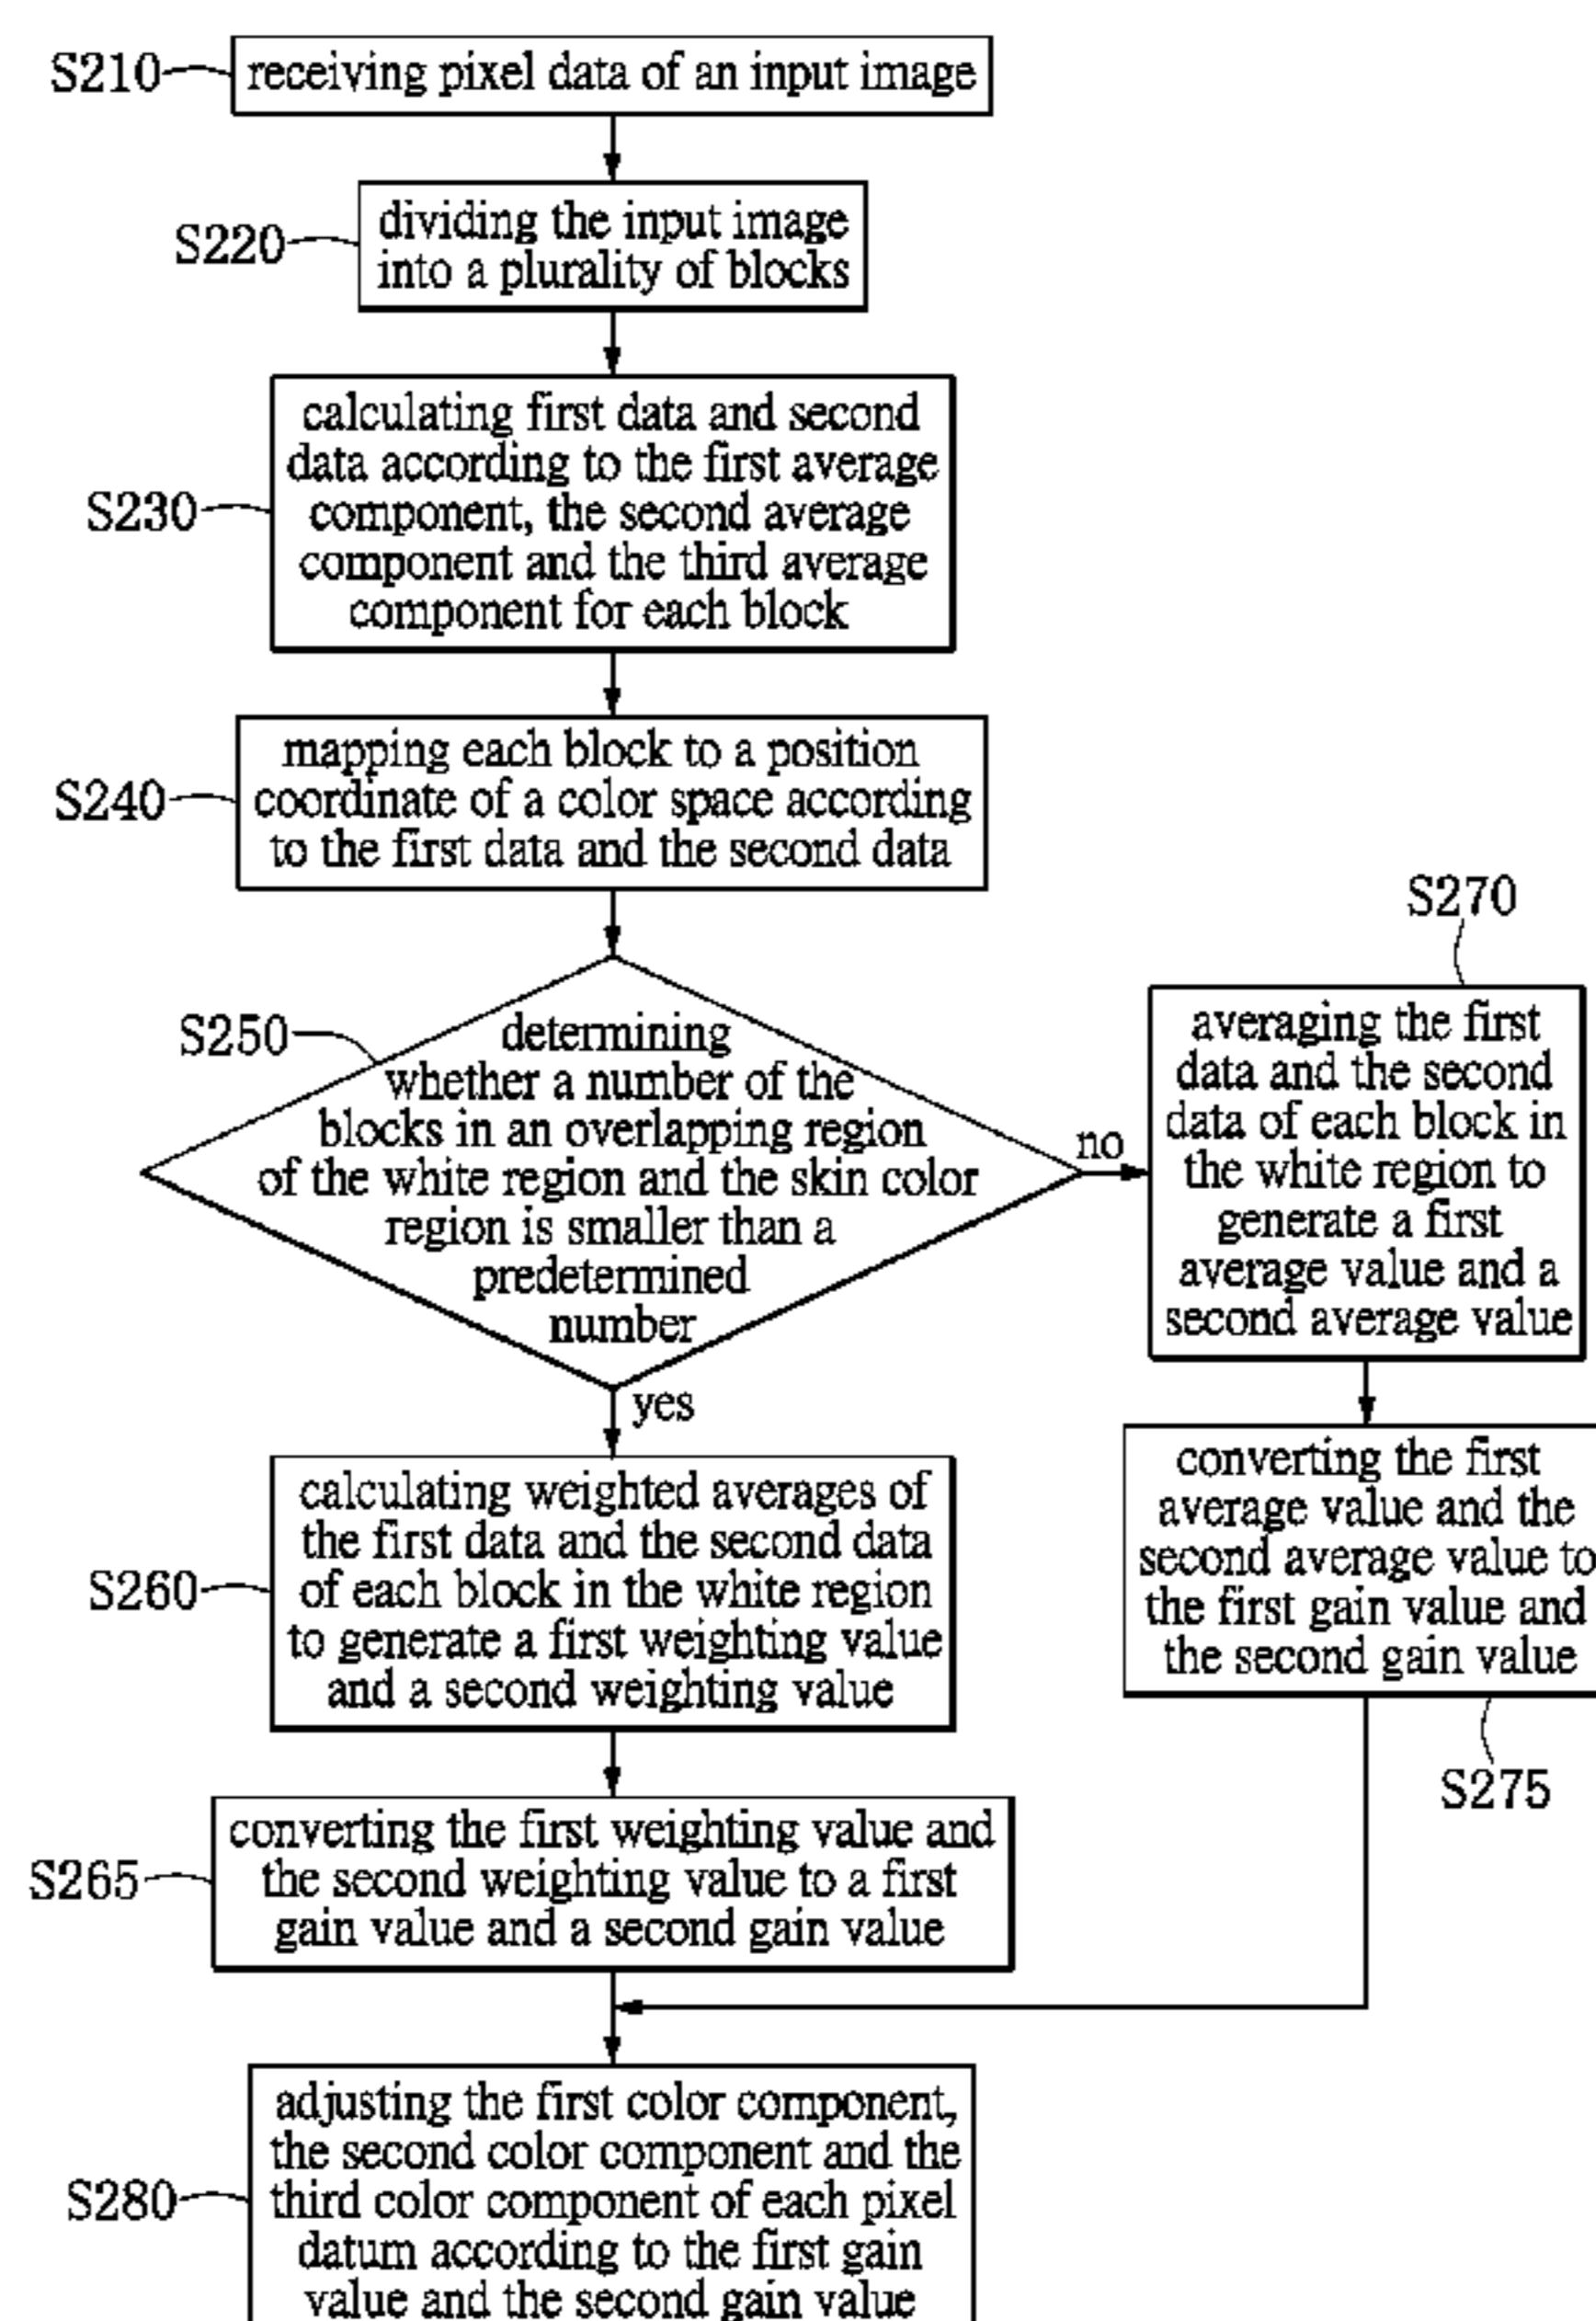 S210
receiving pixel data of an input image
S220
dividing the input image
into a plurality of blocks
S230
calculating first data and second
data according to the first average
component, the second average
component and the third average
component for each block
S240
mapping each block to a position
coordinate of a color space according
to the first data and the second data
S250
determining
whether a number of the
blocks in an overlapping region
of the white region and the skin color
region is smaller than a
predetermined
number
no
yes
S270
averaging the first
data and the second
data of each block in
the white region to
generate a first
average value and a
second average value
converting the first
average value and the
second average value to
the first gain value and
the second gain value
S275
S260
calculating weighted averages of
the first data and the second data
of each block in the white region
to generate a first weighting value
and a second weighting value
S265
converting the first weighting value and
the second weighting value to a first
gain value and a second gain value
S280
adjusting the first color component,
the second color component and the
third color component of each pixel
datum according to the first gain
value and the second gain value